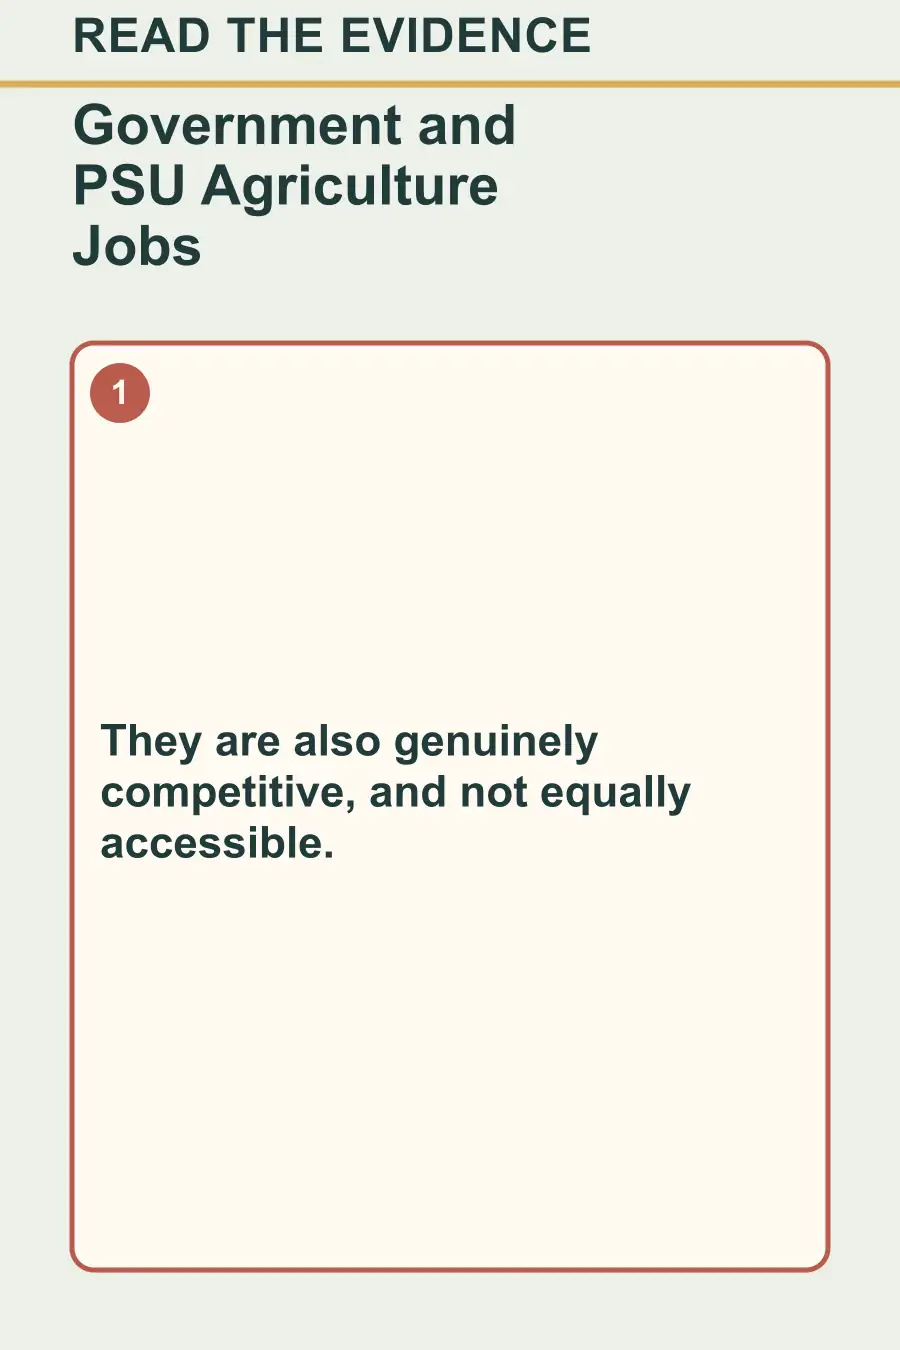 READ THE EVIDENCE
Government and
PSU Agriculture
Jobs
1
They are also genuinely
competitive, and not equally
accessible.